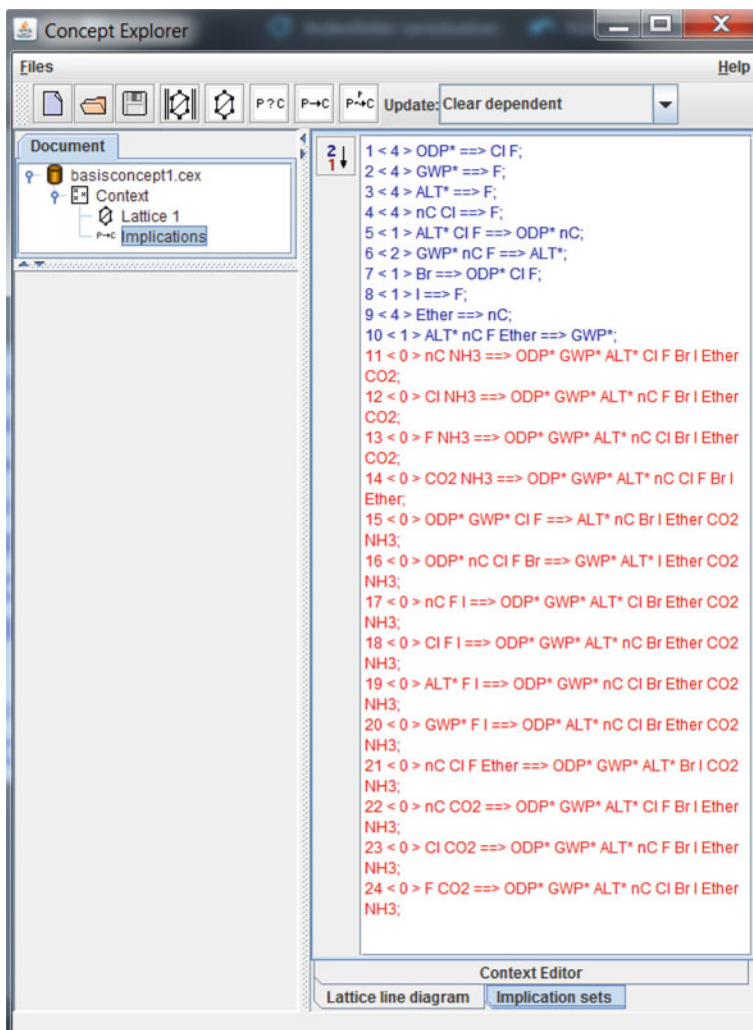 Concept Explorer
Files Help
P?C P→C Update: Clear dependent
Document
basisconcept1.cex
Context
Lattice 1
P→C Implications
2
1
1 < 4 > ODP* ==> Cl F;
2 < 4 > GWP* ==> F;
3 < 4 > ALT* ==> F;
4 < 4 > nC Cl ==> F;
5 < 1 > ALT* Cl F ==> ODP* nC;
6 < 2 > GWP* nC F ==> ALT*;
7 < 1 > Br ==> ODP* Cl F;
8 < 1 > I ==> F;
9 < 4 > Ether ==> nC;
10 < 1 > ALT* nC F Ether ==> GWP*;
11 < 0 > nC NH3 ==> ODP* GWP* ALT* Cl F Br I Ether
CO2;
12 < 0 > Cl NH3 ==> ODP* GWP* ALT* nC F Br I Ether
CO2;
13 < 0 > F NH3 ==> ODP* GWP* ALT* nC Cl Br I Ether
CO2;
14 < 0 > CO2 NH3 ==> ODP* GWP* ALT* nC Cl F Br I
Ether;
15 < 0 > ODP* GWP* Cl F ==> ALT* nC Br I Ether CO2
NH3;
16 < 0 > ODP* nC Cl F Br ==> GWP* ALT* I Ether CO2
NH3;
17 < 0 > nC F I ==> ODP* GWP* ALT* Cl Br Ether CO2
NH3;
18 < 0 > Cl F I ==> ODP* GWP* ALT* nC Br Ether CO2
NH3;
19 < 0 > ALT* F I ==> ODP* GWP* nC Cl Br Ether CO2
NH3;
20 < 0 > GWP* F I ==> ODP* ALT* nC Cl Br Ether CO2
NH3;
21 < 0 > nC Cl F Ether ==> ODP* GWP* ALT* Br I CO2
NH3;
22 < 0 > nC CO2 ==> ODP* GWP* ALT* Cl F Br I Ether
NH3;
23 < 0 > Cl CO2 ==> ODP* GWP* ALT* nC F Br I Ether
NH3;
24 < 0 > F CO2 ==> ODP* GWP* ALT* nC Cl Br I Ether
NH3;
Context Editor
Lattice line diagram Implication sets